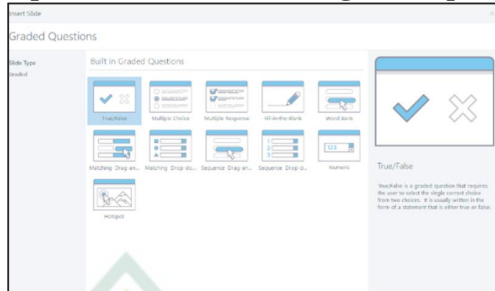 Insert Slide
Graded Questions
Slide Type
Graded
Built in Graded Questions
True/False
Multiple Choice
Multiple Response
Fill-in-the-Blank
Word Bank
Matching Drag an...
Matching Drop do...
Sequence Drag an...
Sequence Drop d...
Numeric
123
Hotspot
True/False
True/False is a graded question that requires
the user to select the single correct choice
from two choices. It is usually written in the
form of a statement that is either true or false.